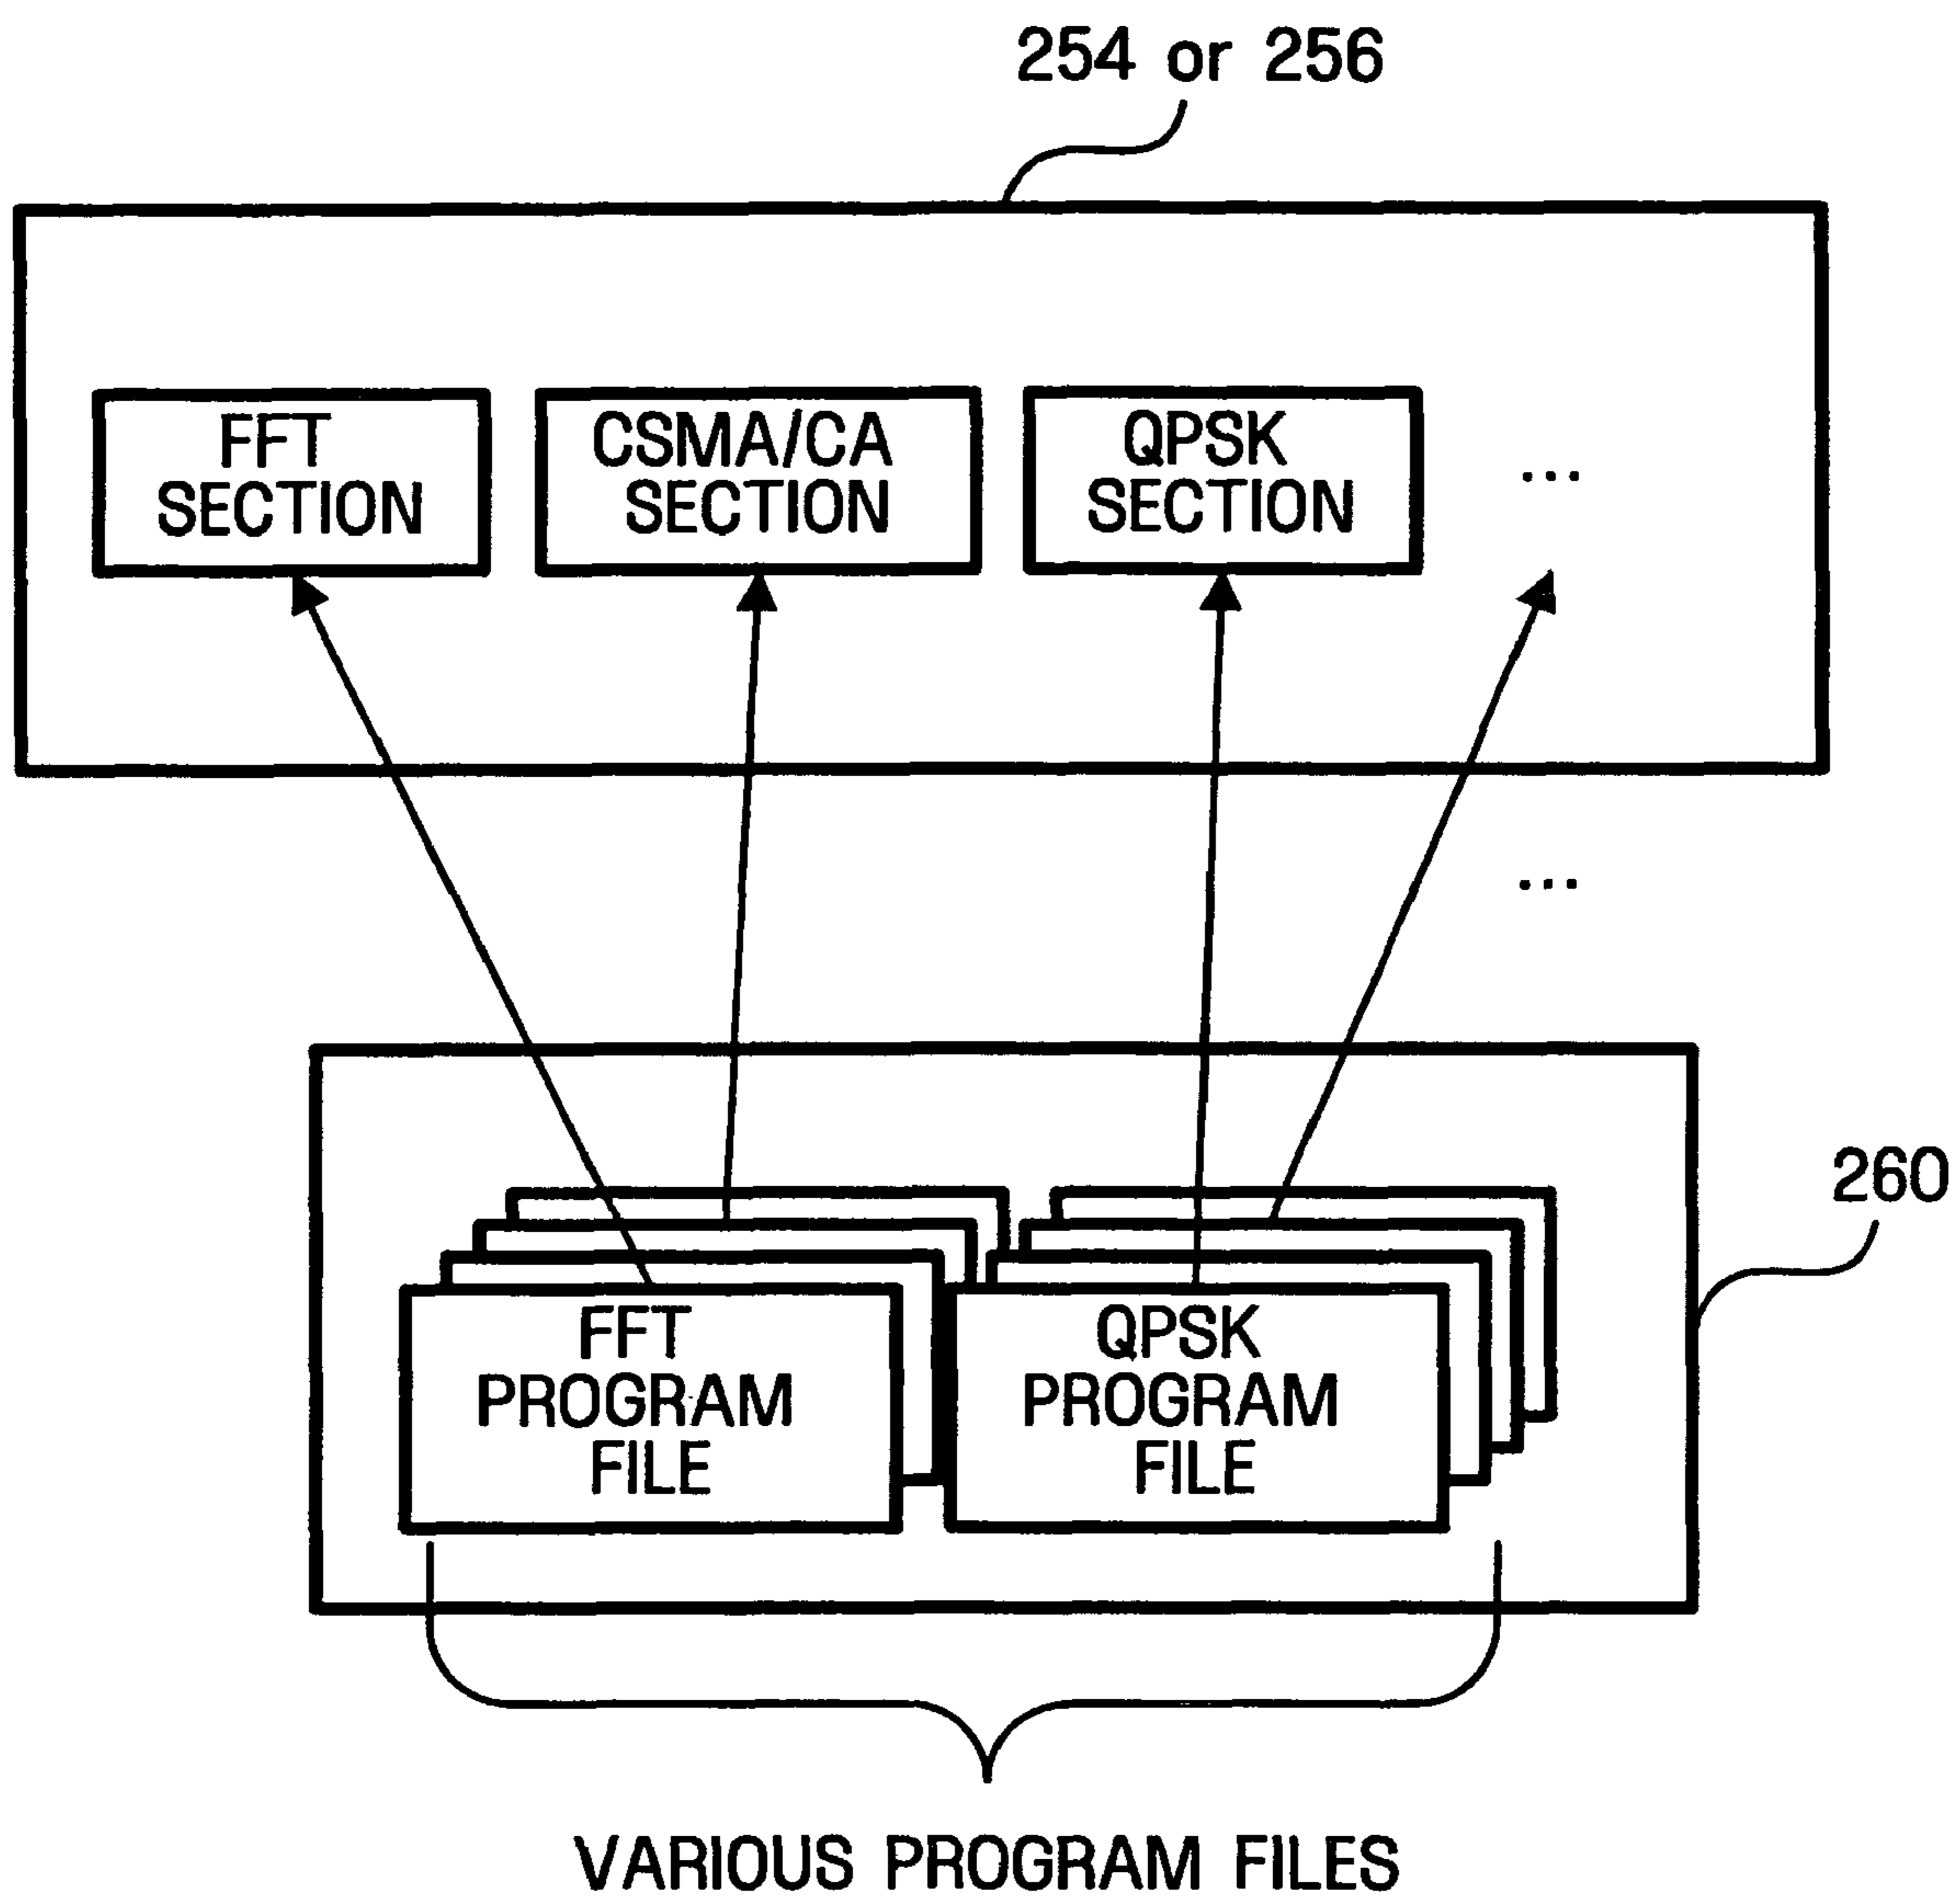 254 or 256
FFT
SECTION
CSMA/CA
SECTION
QPSK
SECTION
...
...
260
FFT
PROGRAM
FILE
QPSK
PROGRAM
FILE
VARIOUS PROGRAM FILES